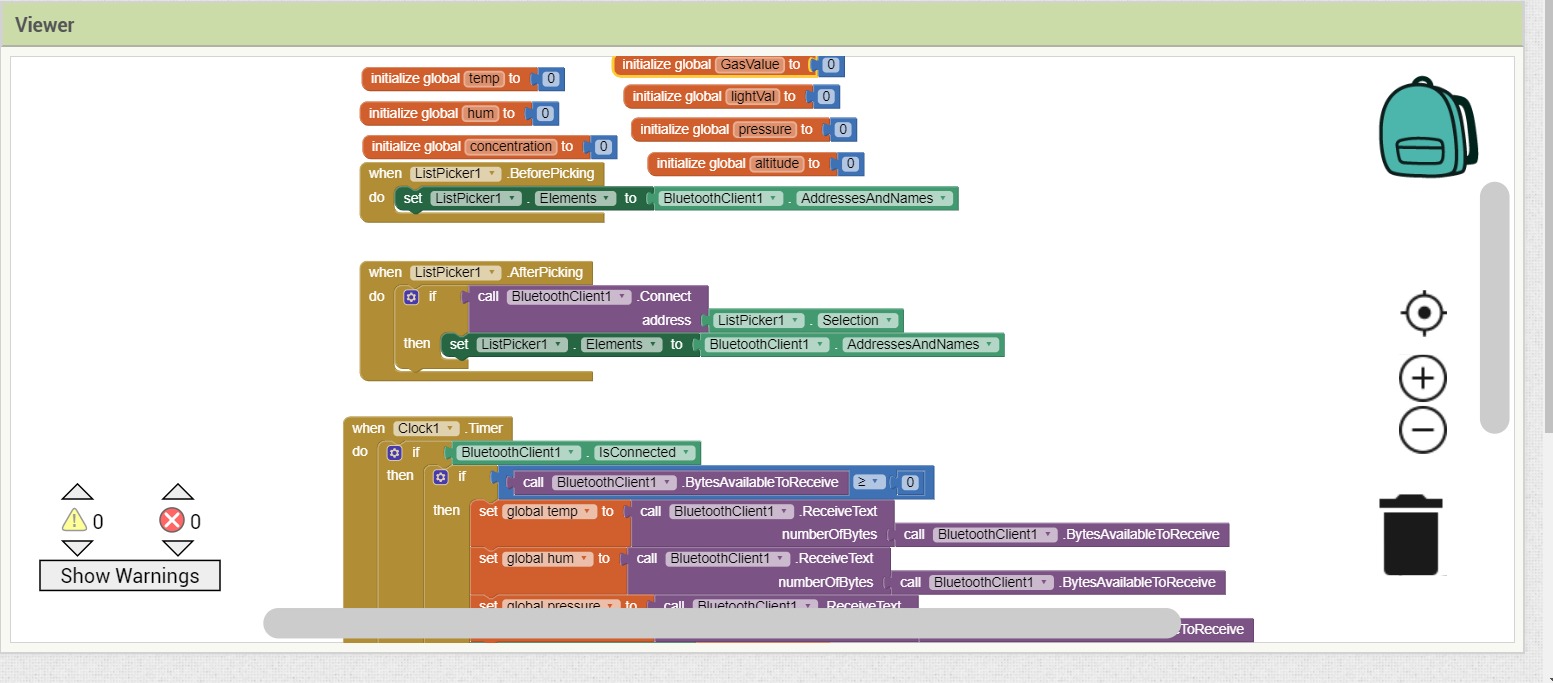 Viewer
initialize global GasValue to 0
initialize global temp to 0
initialize global lightVal to 0
initialize global hum to 0
initialize global pressure to 0
initialize global concentration to 0
initialize global altitude to 0
when ListPicker1 .BeforePicking
do set ListPicker1 . Elements to BluetoothClient1 . AddressesAndNames
when ListPicker1 .AfterPicking
do if call BluetoothClient1 .Connect
address ListPicker1 . Selection
then set ListPicker1 . Elements to BluetoothClient1 . AddressesAndNames
when Clock1 .Timer
do if BluetoothClient1 . IsConnected
then if call BluetoothClient1 .BytesAvailableToReceive ≥ 0
then set global temp to call BluetoothClient1 .ReceiveText
numberOfBytes call BluetoothClient1 .BytesAvailableToReceive
set global hum to call BluetoothClient1 .ReceiveText
numberOfBytes call BluetoothClient1 .BytesAvailableToReceive
set global pressure to call BluetoothClient1 .ReceiveText
ToReceive
0 0
Show Warnings